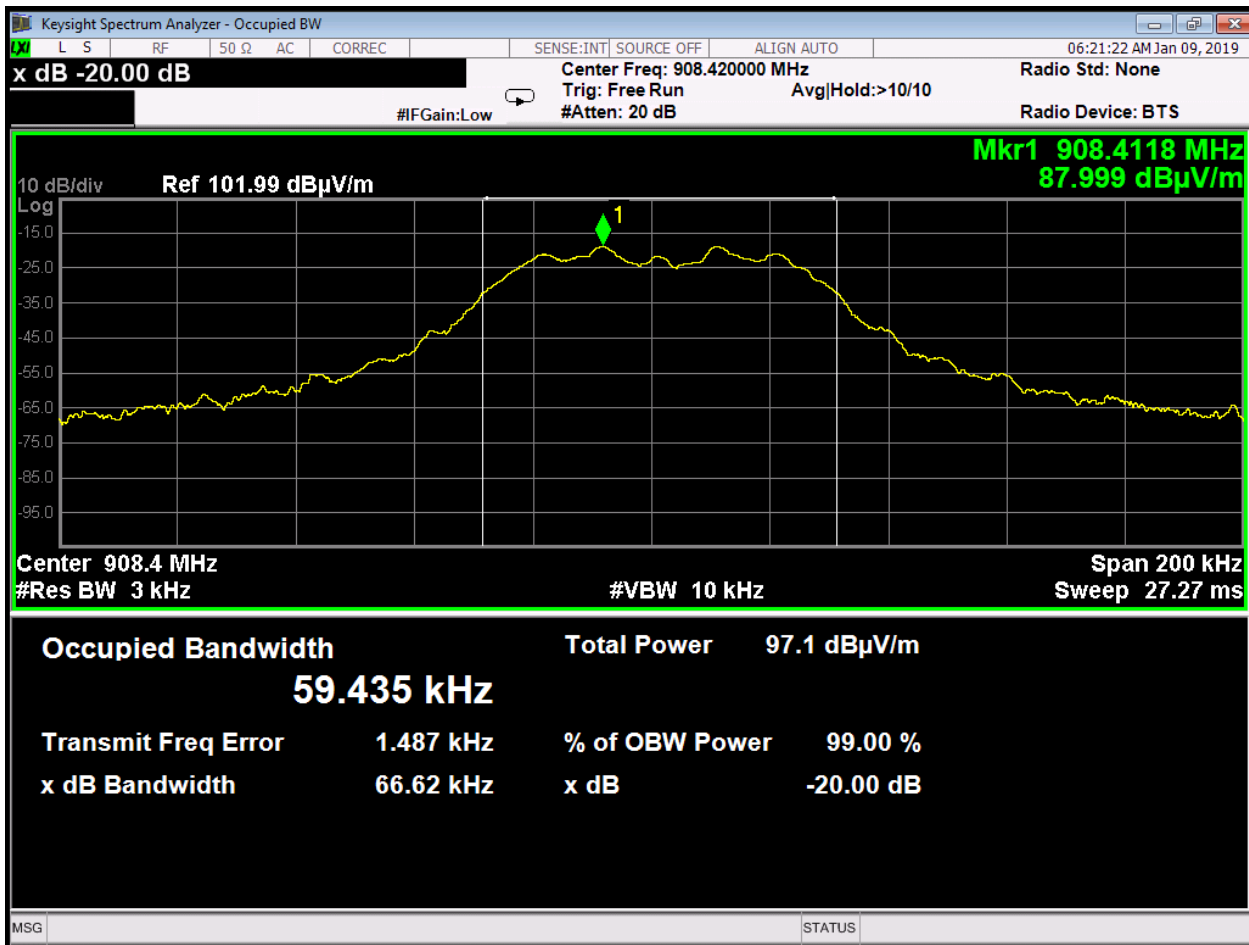 Keysight Spectrum Analyzer - Occupied BW
LXI L S RF 50 Ω AC CORREC SENSE:INT SOURCE OFF ALIGN AUTO 06:21:22 AM Jan 09, 2019
x dB -20.00 dB
Center Freq: 908.420000 MHz
Radio Std: None
Trig: Free Run
Avg|Hold:>10/10
#IFGain:Low
#Atten: 20 dB
Radio Device: BTS
Mkr1 908.4118 MHz
87.999 dBµV/m
10 dB/div
Ref 101.99 dBµV/m
Log
1
-15.0
-25.0
-35.0
-45.0
-55.0
-65.0
-75.0
-85.0
-95.0
Center 908.4 MHz
Span 200 kHz
#Res BW 3 kHz
#VBW 10 kHz
Sweep 27.27 ms
Occupied Bandwidth
Total Power 97.1 dBµV/m
59.435 kHz
Transmit Freq Error 1.487 kHz
% of OBW Power 99.00 %
x dB Bandwidth 66.62 kHz
x dB -20.00 dB
MSG
STATUS